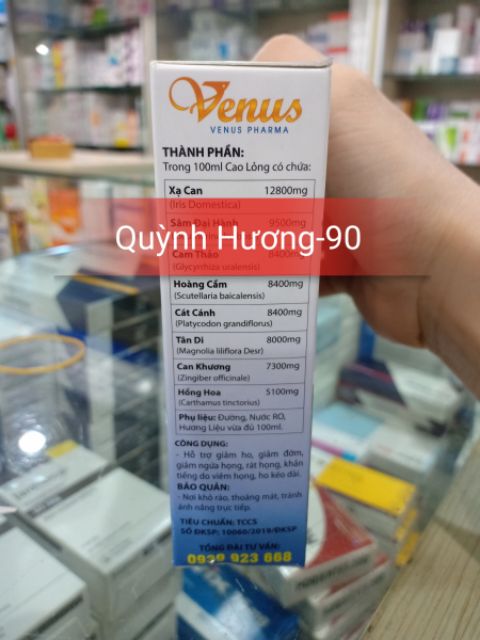 Venus
VENUS PHARMA
THÀNH PHẦN:
Trong 100ml Cao Lỏng có chứa:
Xạ Can 12800mg
(Iris Domestica)
Sâm Đại Hành 9500mg
Quỳnh Hương-90
Cam Thảo 8400mg
(Glycyrrhiza uralensis)
Hoàng Cầm 8400mg
(Scutellaria baicalensis)
Cát Cánh 8400mg
(Platycodon grandiflorus)
Tân Di 8000mg
(Magnolia liliflora Desr)
Can Khương 7300mg
(Zingiber officinale)
Hồng Hoa 5100mg
(Carthamus tinctorius)
Phụ liệu: Đường, Nước RO,
Hương Liệu vừa đủ 100ml.
CÔNG DỤNG:
- Hỗ trợ giảm ho, giảm đờm,
giảm ngứa họng, rát họng, khản
tiếng do viêm họng, ho kéo dài.
BẢO QUẢN:
- Nơi khô ráo, thoáng mát, tránh
ánh nắng trực tiếp.
TIÊU CHUẨN: TCCS
SỐ ĐKSP: 10060/2019/ĐKSP
TỔNG ĐÀI TƯ VẤN:
0929 923 668